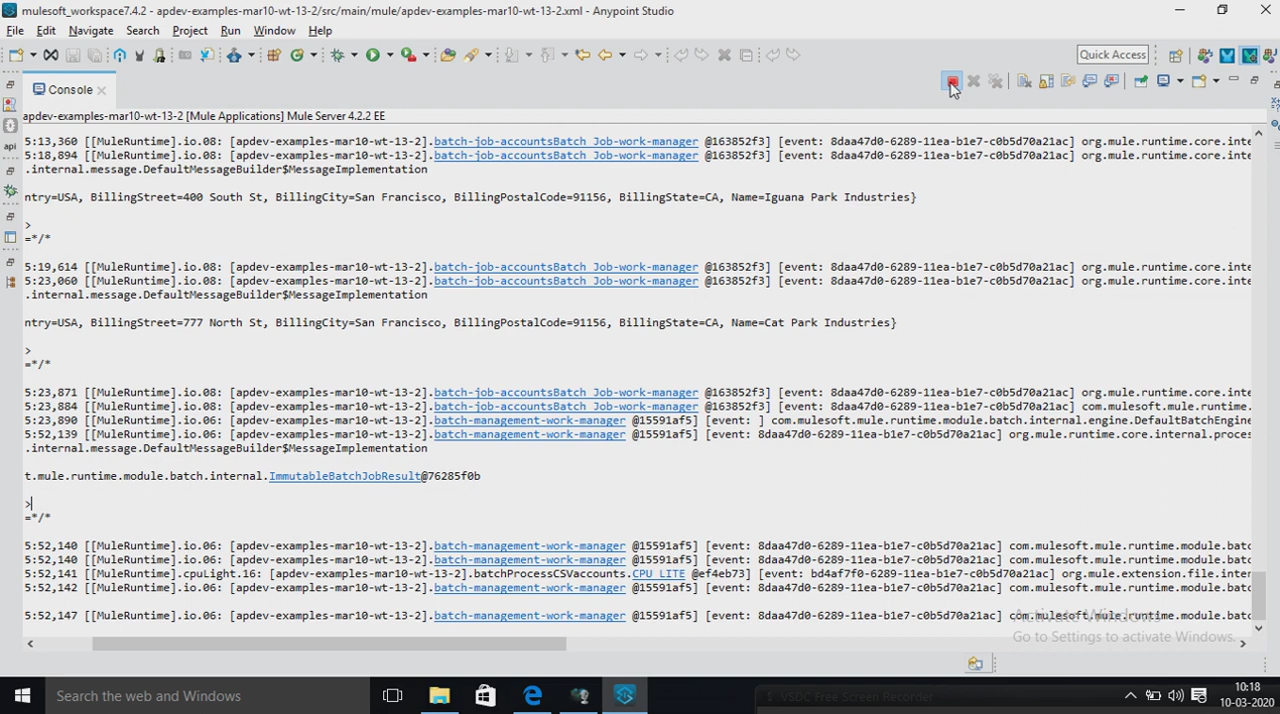 mulesoft_workspace7.4.2 - apdev-examples-mar10-wt-13-2/src/main/mule/apdev-examples-mar10-wt-13-2.xml - Anypoint Studio
File Edit Navigate Search Project Run Window Help
Quick Access
Console
apdev-examples-mar10-wt-13-2 [Mule Applications] Mule Server 4.2.2 EE
5:13,360 [[MuleRuntime].io.08: [apdev-examples-mar10-wt-13-2].batch-job-accountsBatch_Job-work-manager @163852f3] [event: 8daa47d0-6289-11ea-b1e7-c0b5d70a21ac] org.mule.runtime.core.inte
5:18,894 [[MuleRuntime].io.08: [apdev-examples-mar10-wt-13-2].batch-job-accountsBatch_Job-work-manager @163852f3] [event: 8daa47d0-6289-11ea-b1e7-c0b5d70a21ac] org.mule.runtime.core.inte
.internal.message.DefaultMessageBuilder$MessageImplementation
ntry=USA, BillingStreet=400 South St, BillingCity=San Francisco, BillingPostalCode=91156, BillingState=CA, Name=Iguana Park Industries}
>
=*/*
5:19,614 [[MuleRuntime].io.08: [apdev-examples-mar10-wt-13-2].batch-job-accountsBatch_Job-work-manager @163852f3] [event: 8daa47d0-6289-11ea-b1e7-c0b5d70a21ac] org.mule.runtime.core.inte
5:23,060 [[MuleRuntime].io.08: [apdev-examples-mar10-wt-13-2].batch-job-accountsBatch_Job-work-manager @163852f3] [event: 8daa47d0-6289-11ea-b1e7-c0b5d70a21ac] org.mule.runtime.core.inte
.internal.message.DefaultMessageBuilder$MessageImplementation
ntry=USA, BillingStreet=777 North St, BillingCity=San Francisco, BillingPostalCode=91156, BillingState=CA, Name=Cat Park Industries}
>
=*/*
5:23,871 [[MuleRuntime].io.08: [apdev-examples-mar10-wt-13-2].batch-job-accountsBatch_Job-work-manager @163852f3] [event: 8daa47d0-6289-11ea-b1e7-c0b5d70a21ac] org.mule.runtime.core.inte
5:23,884 [[MuleRuntime].io.08: [apdev-examples-mar10-wt-13-2].batch-job-accountsBatch_Job-work-manager @163852f3] [event: 8daa47d0-6289-11ea-b1e7-c0b5d70a21ac] com.mulesoft.mule.runtime.
5:23,890 [[MuleRuntime].io.06: [apdev-examples-mar10-wt-13-2].batch-management-work-manager @15591af5] [event: ] com.mulesoft.mule.runtime.module.batch.internal.engine.DefaultBatchEngine
5:52,139 [[MuleRuntime].io.06: [apdev-examples-mar10-wt-13-2].batch-management-work-manager @15591af5] [event: 8daa47d0-6289-11ea-b1e7-c0b5d70a21ac] org.mule.runtime.core.internal.proces
.internal.message.DefaultMessageBuilder$MessageImplementation
t.mule.runtime.module.batch.internal.ImmutableBatchJobResult@76285f0b
>
=*/*
5:52,140 [[MuleRuntime].io.06: [apdev-examples-mar10-wt-13-2].batch-management-work-manager @15591af5] [event: 8daa47d0-6289-11ea-b1e7-c0b5d70a21ac] com.mulesoft.mule.runtime.module.batc
5:52,140 [[MuleRuntime].io.06: [apdev-examples-mar10-wt-13-2].batch-management-work-manager @15591af5] [event: 8daa47d0-6289-11ea-b1e7-c0b5d70a21ac] com.mulesoft.mule.runtime.module.batc
5:52,141 [[MuleRuntime].cpuLight.16: [apdev-examples-mar10-wt-13-2].batchProcessCSVaccounts.CPU_LITE @ef4eb73] [event: bd4af7f0-6289-11ea-b1e7-c0b5d70a21ac] org.mule.extension.file.inter
5:52,142 [[MuleRuntime].io.06: [apdev-examples-mar10-wt-13-2].batch-management-work-manager @15591af5] [event: 8daa47d0-6289-11ea-b1e7-c0b5d70a21ac] com.mulesoft.mule.runtime.module.batc
5:52,147 [[MuleRuntime].io.06: [apdev-examples-mar10-wt-13-2].batch-management-work-manager @15591af5] [event: 8daa47d0-6289-11ea-b1e7-c0b5d70a21ac] com.mulesoft.mule.runtime.module.batc
Activate Windows
Go to Settings to activate Windows.
api
Search the web and Windows
VSDC Free Screen Recorder
10:18
10-03-2020